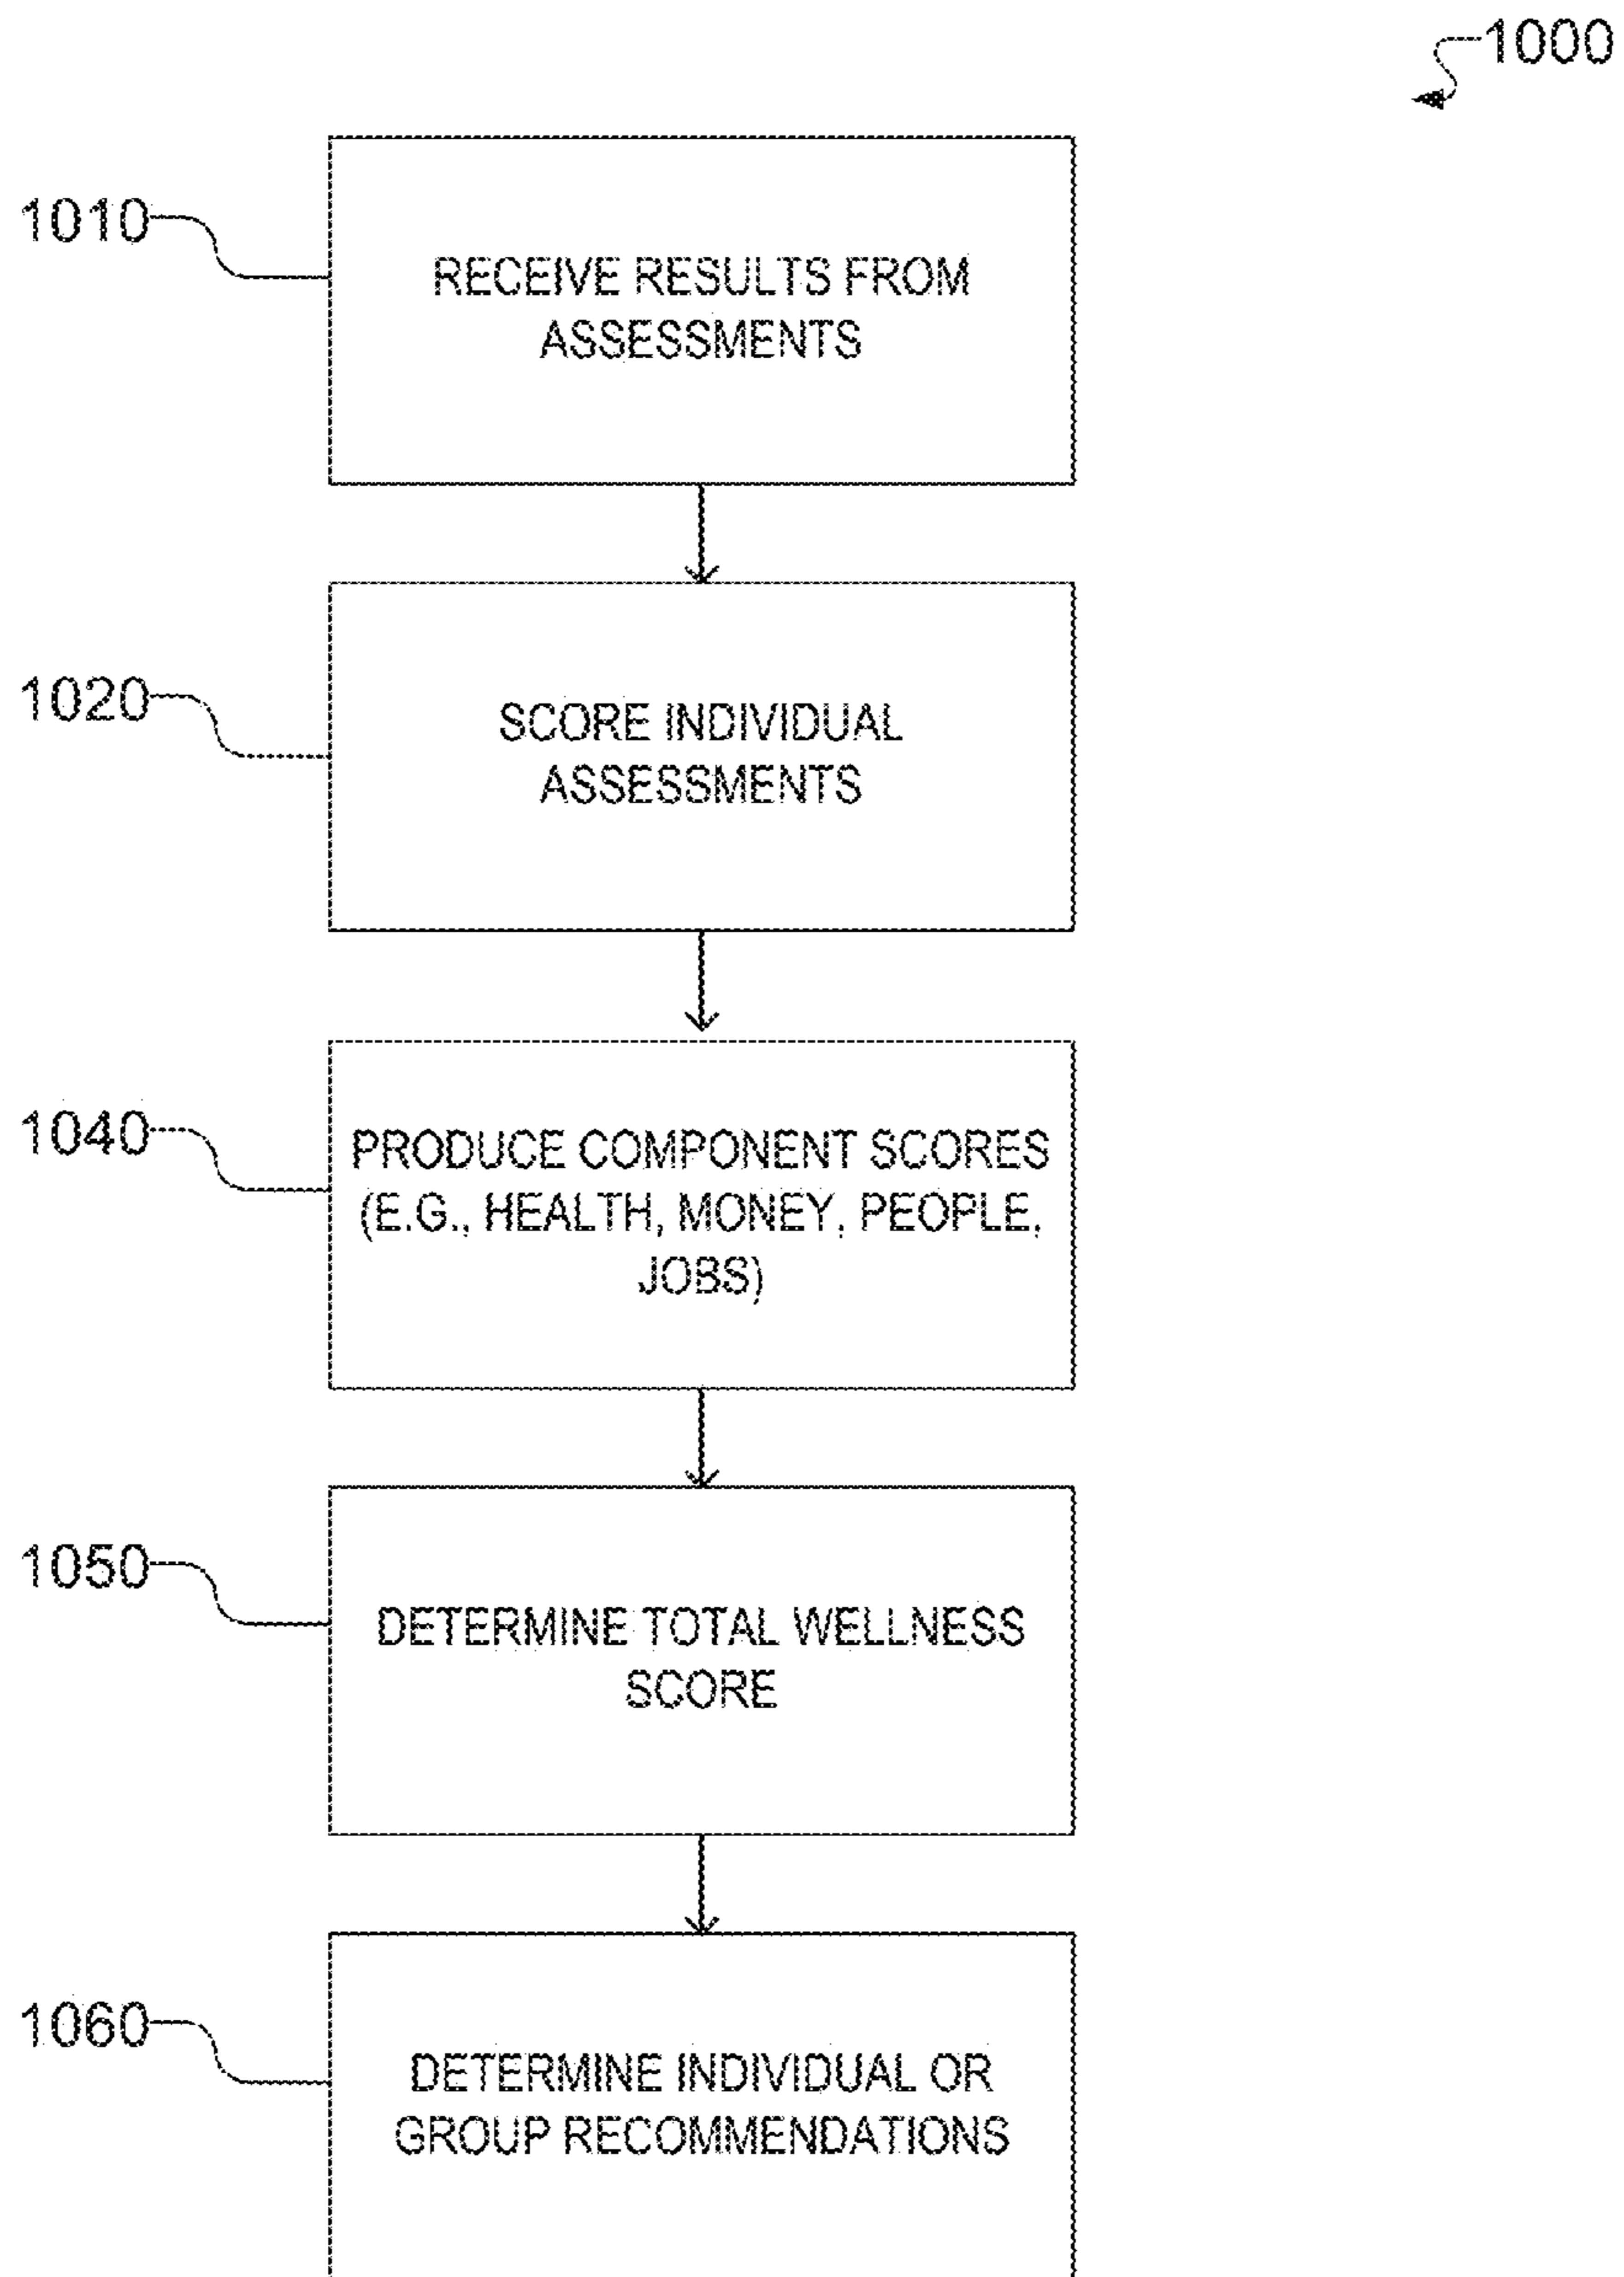 1000
1010
RECEIVE RESULTS FROM
ASSESSMENTS
1020
SCORE INDIVIDUAL
ASSESSMENTS
1040
PRODUCE COMPONENT SCORES
(E.G., HEALTH, MONEY, PEOPLE,
JOBS)
1050
DETERMINE TOTAL WELLNESS
SCORE
1060
DETERMINE INDIVIDUAL OR
GROUP RECOMMENDATIONS